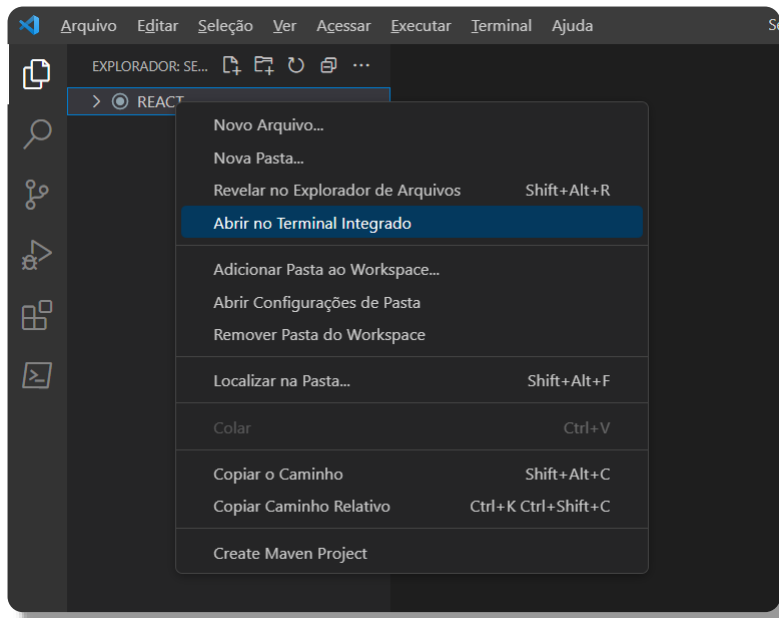 Arquivo Editar Seleção Ver Acessar Executar Terminal Ajuda Se
EXPLORADOR: SE...
REACT
Novo Arquivo...
Nova Pasta...
Revelar no Explorador de Arquivos Shift+Alt+R
Abrir no Terminal Integrado
Adicionar Pasta ao Workspace...
Abrir Configurações de Pasta
Remover Pasta do Workspace
Localizar na Pasta... Shift+Alt+F
Colar Ctrl+V
Copiar o Caminho Shift+Alt+C
Copiar Caminho Relativo Ctrl+K Ctrl+Shift+C
Create Maven Project